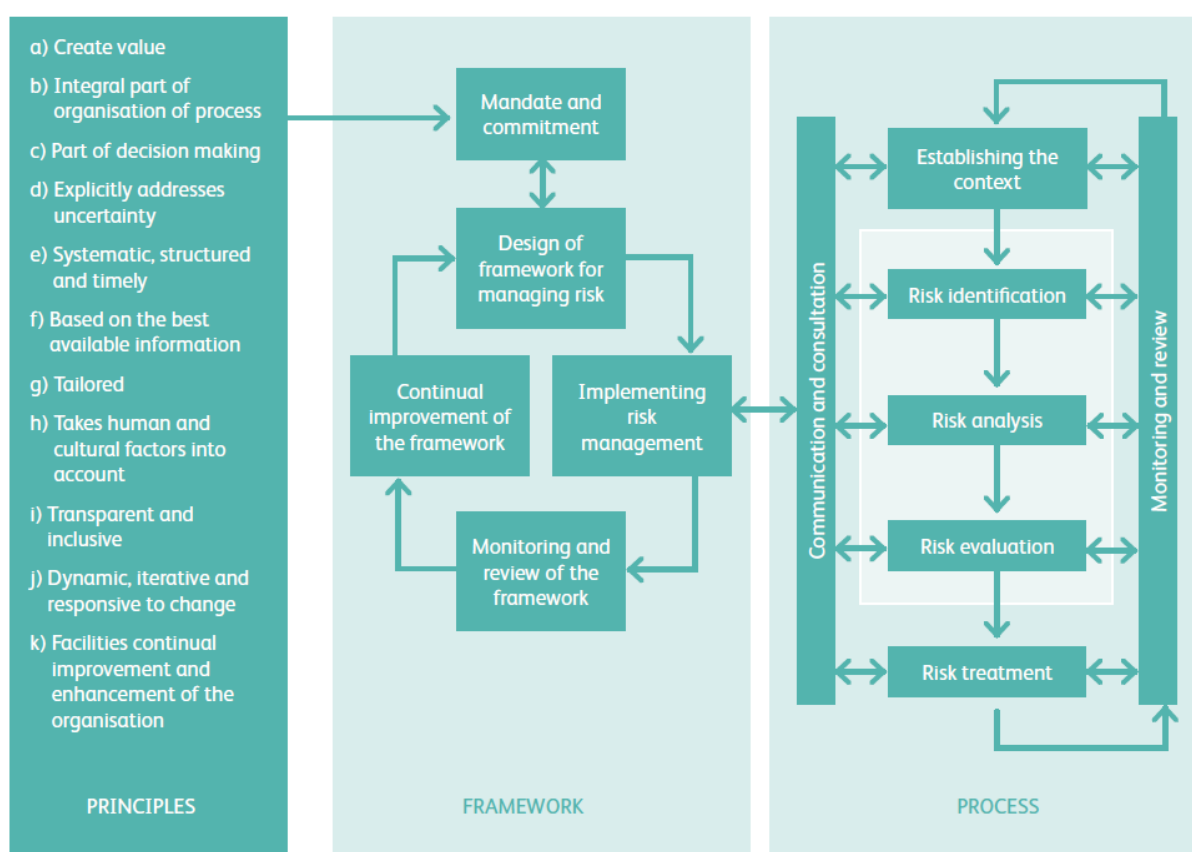 a) Create value
b) Integral part of
organisation of process
c) Part of decision making
d) Explicitly addresses
uncertainty
e) Systematic, structured
and timely
f) Based on the best
available information
g) Tailored
h) Takes human and
cultural factors into
account
i) Transparent and
inclusive
j) Dynamic, iterative and
responsive to change
k) Facilities continual
improvement and
enhancement of the
organisation
PRINCIPLES
Mandate and
commitment
Design of
framework for
managing risk
Continual
improvement of
the framework
Implementing
risk
management
Monitoring and
review of the
framework
FRAMEWORK
Communication and consultation
Establishing the
context
Risk identification
Risk analysis
Risk evaluation
Risk treatment
Monitoring and review
PROCESS